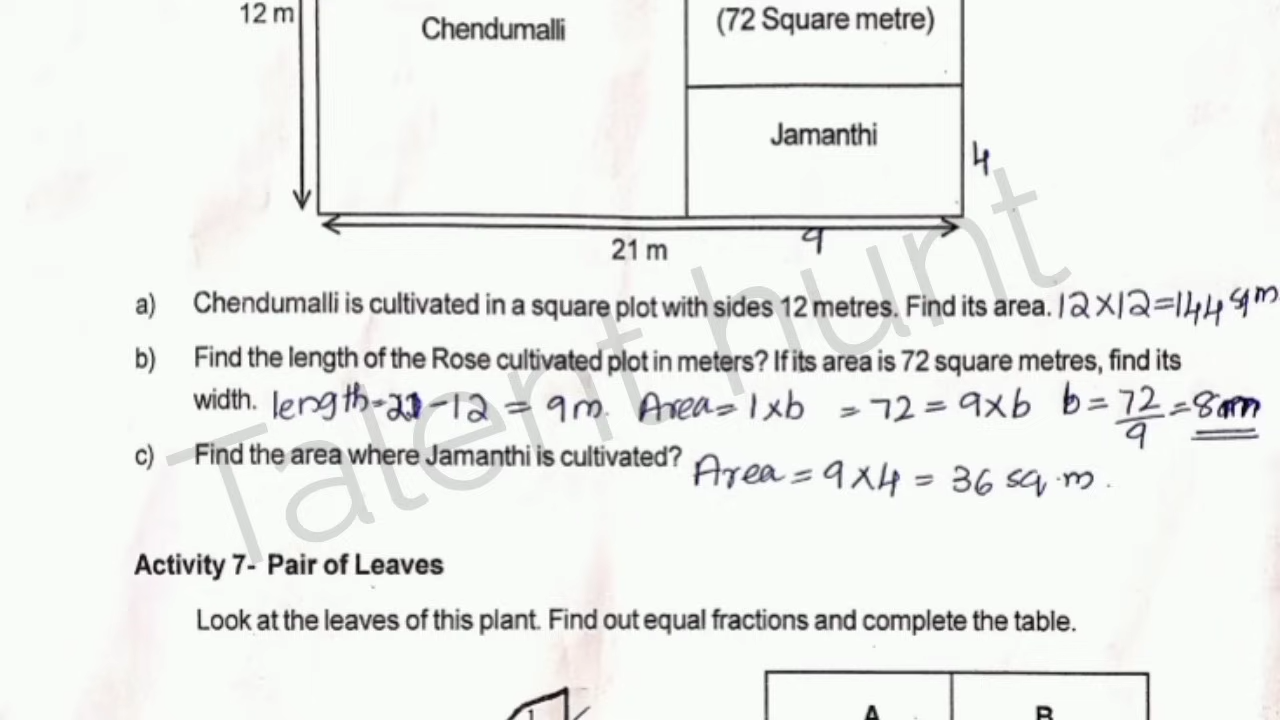 12 m
Chendumalli
(72 Square metre)
Jamanthi
4
9
21 m
a) Chendumalli is cultivated in a square plot with sides 12 metres. Find its area. 12×12=144 sqm
b) Find the length of the Rose cultivated plot in meters? If its area is 72 square metres, find its
width. length=21-12 = 9m. Area= l×b = 72 = 9×b b = 72/9 = 8m
c) Find the area where Jamanthi is cultivated? Area = 9×4 = 36 sq.m.
Talent hunt
Activity 7- Pair of Leaves
Look at the leaves of this plant. Find out equal fractions and complete the table.
1
A B